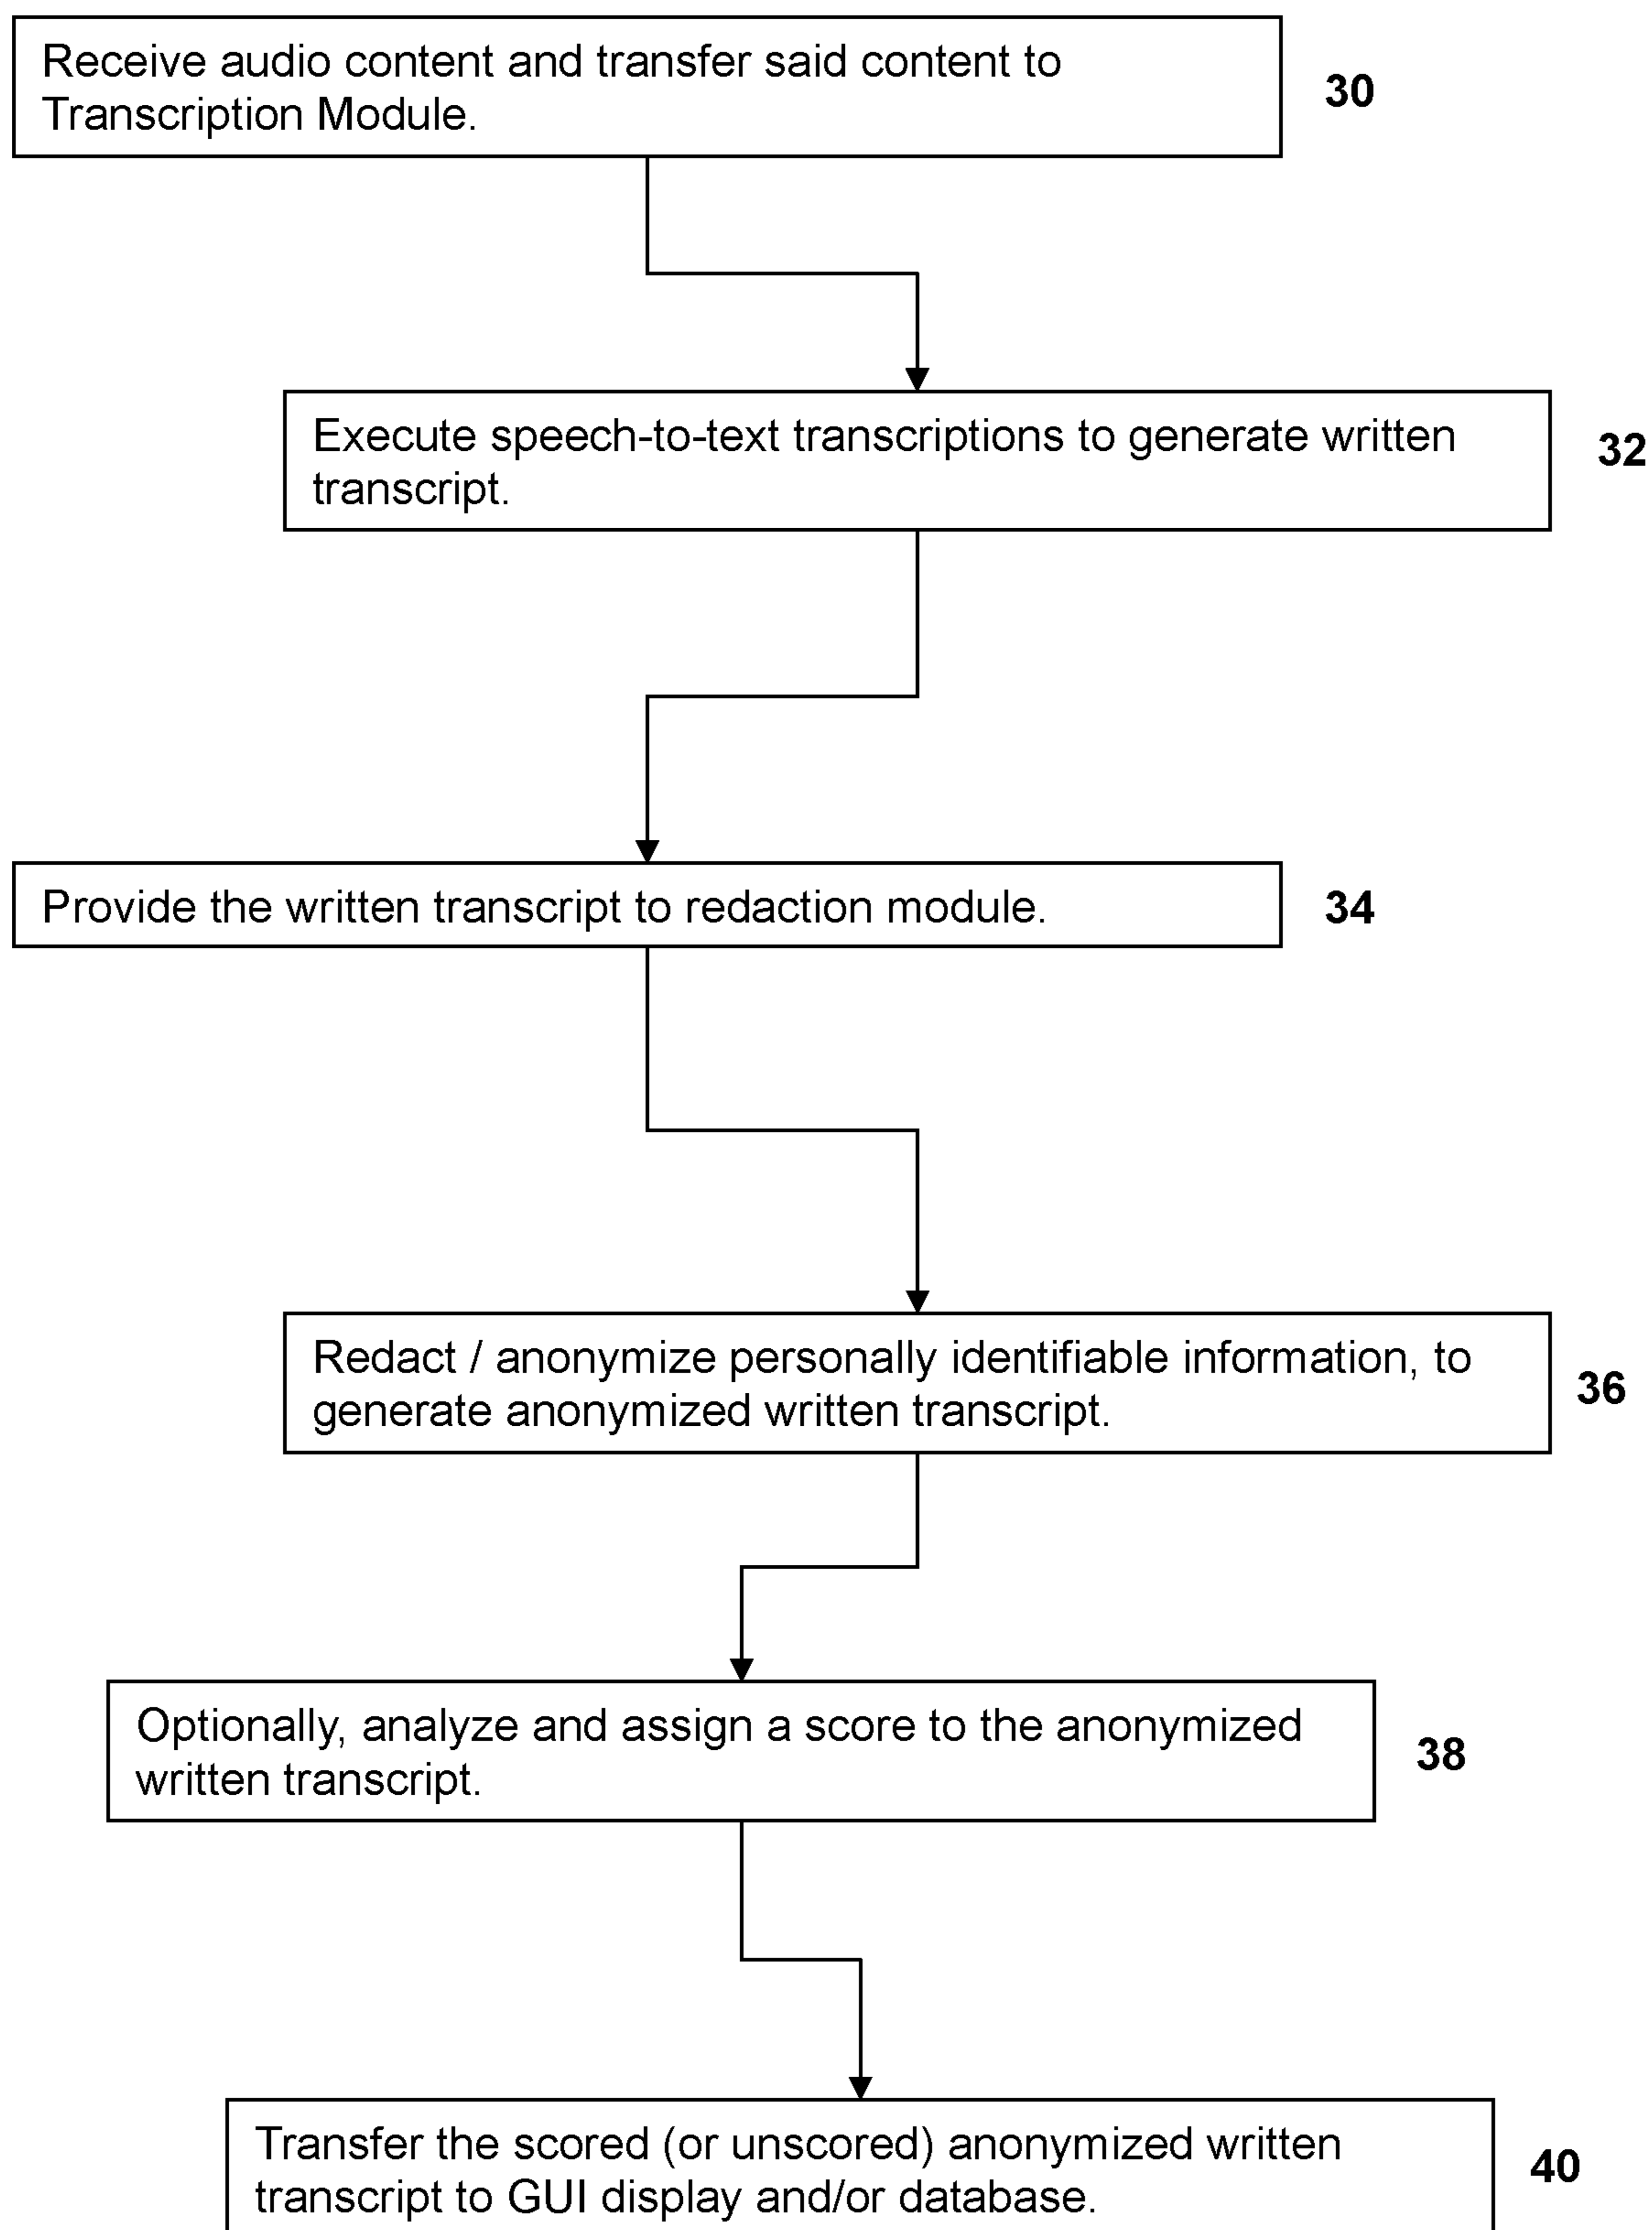 Receive audio content and transfer said content to
Transcription Module.
30
Execute speech-to-text transcriptions to generate written
transcript.
32
Provide the written transcript to redaction module.
34
Redact / anonymize personally identifiable information, to
generate anonymized written transcript.
36
Optionally, analyze and assign a score to the anonymized
written transcript.
38
Transfer the scored (or unscored) anonymized written
transcript to GUI display and/or database.
40